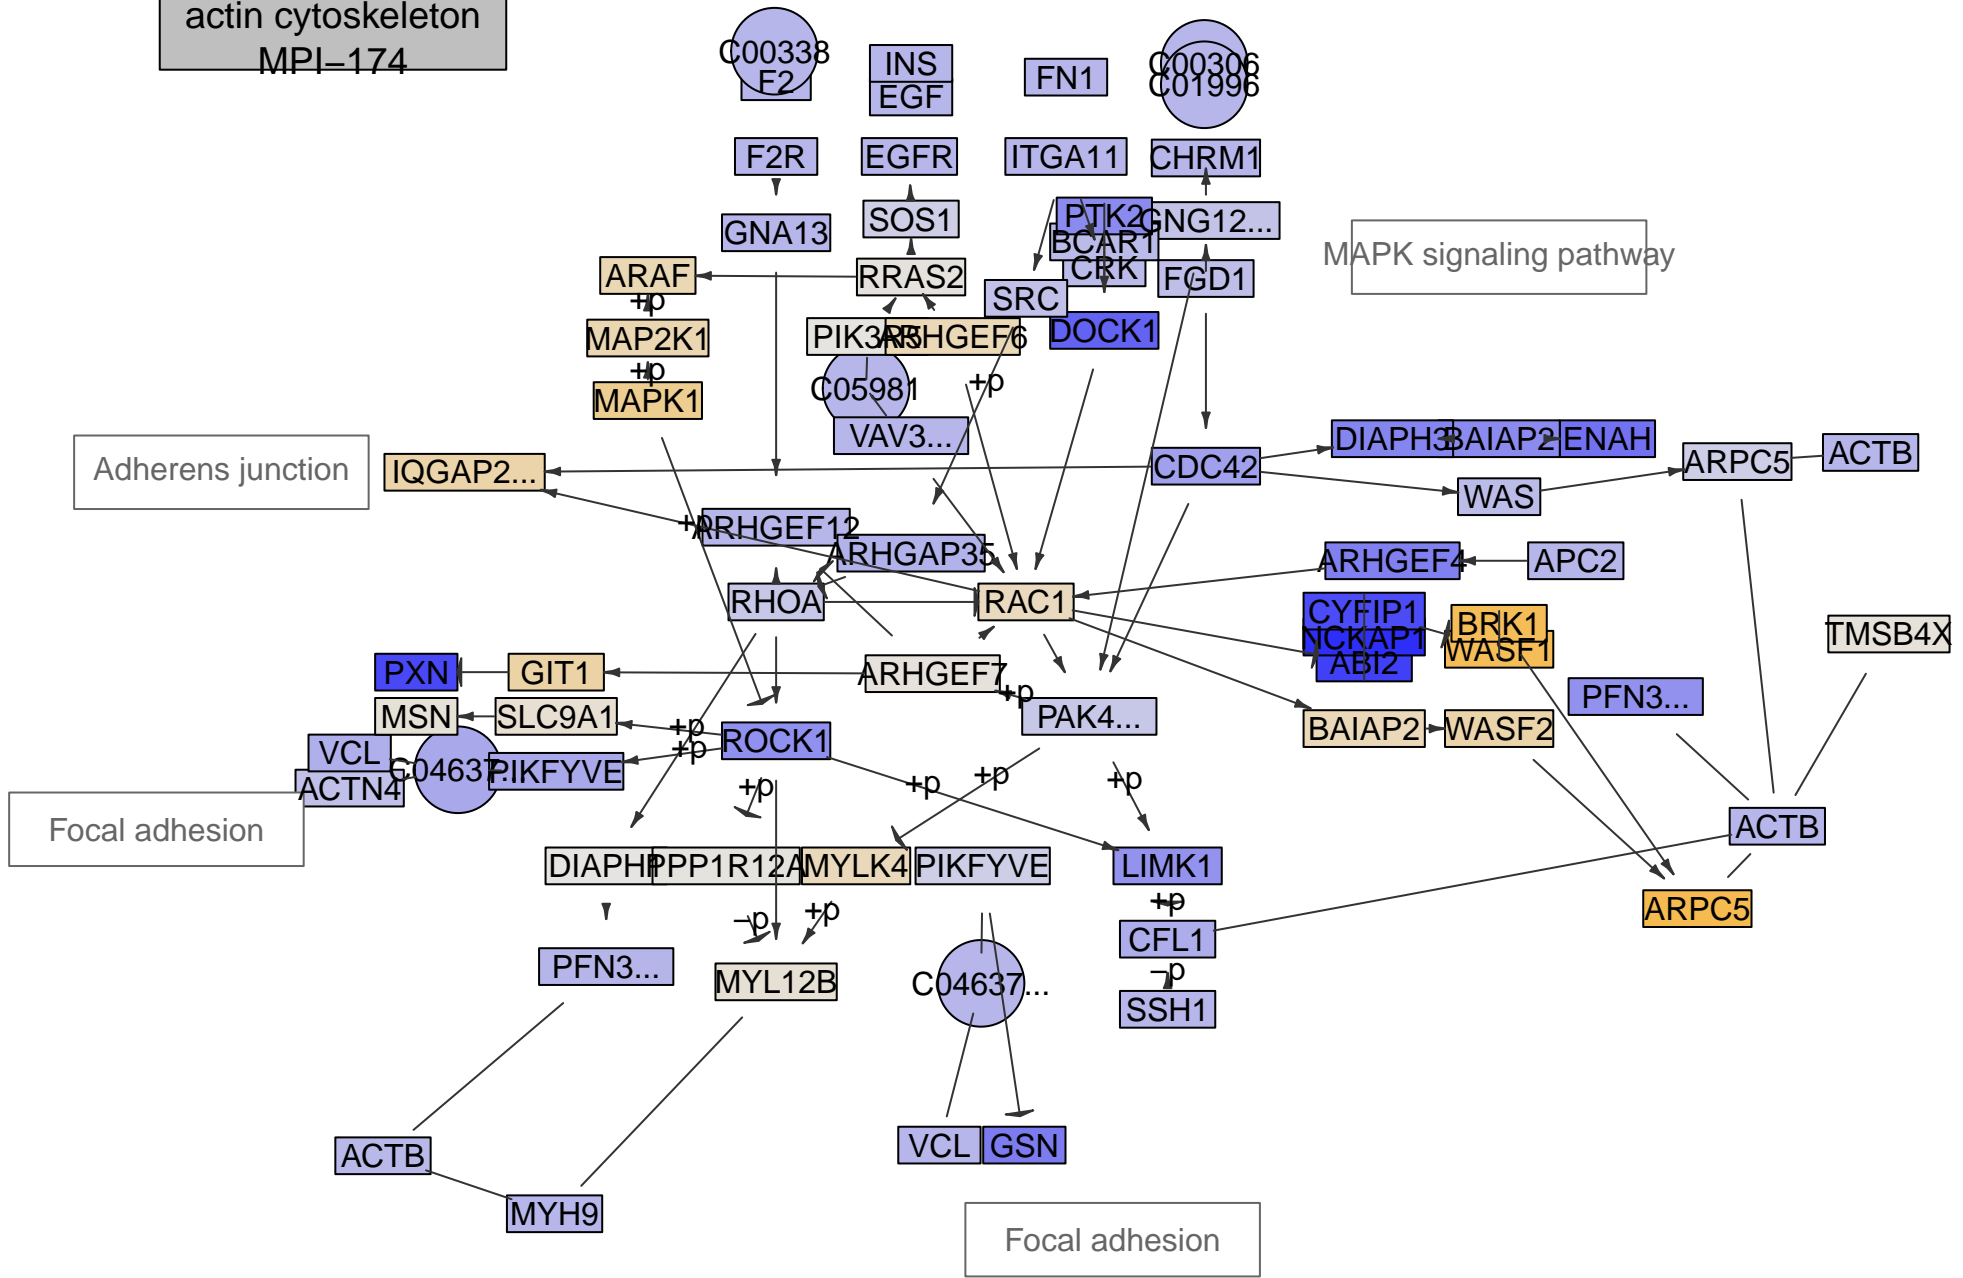 actin cytoskeleton
MPI–174
C00338
F2
INS
EGF
FN1
C00306
C01996
F2R
EGFR
ITGA11
CHRM1
GNA13
SOS1
PTK2
GNG12...
BCAR1
CRK
MAPK signaling pathway
ARAF
RRAS2
SRC
FGD1
+p
MAP2K1
PIK3R5
ARHGEF6
DOCK1
+p
MAPK1
C05981
+p
VAV3...
Adherens junction
IQGAP2...
CDC42
DIAPH3
BAIAP2
ENAH
ARPC5
ACTB
WAS
+p
ARHGEF12
ARHGAP35
ARHGEF4
APC2
RHOA
RAC1
CYFIP1
NCKAP1
ABI2
BRK1
WASF1
TMSB4X
PXN
GIT1
ARHGEF7
+p
PFN3...
MSN
SLC9A1
+p
PAK4...
BAIAP2
WASF2
VCL
C04637...
PIKFYVE
+p
ROCK1
ACTN4
+p
+p
+p
+p
Focal adhesion
ACTB
PPP1R12A
MYLK4
PIKFYVE
LIMK1
+p
ARPC5
–p
+p
CFL1
PFN3...
MYL12B
C04637...
–p
SSH1
ACTB
VCL
GSN
MYH9
Focal adhesion